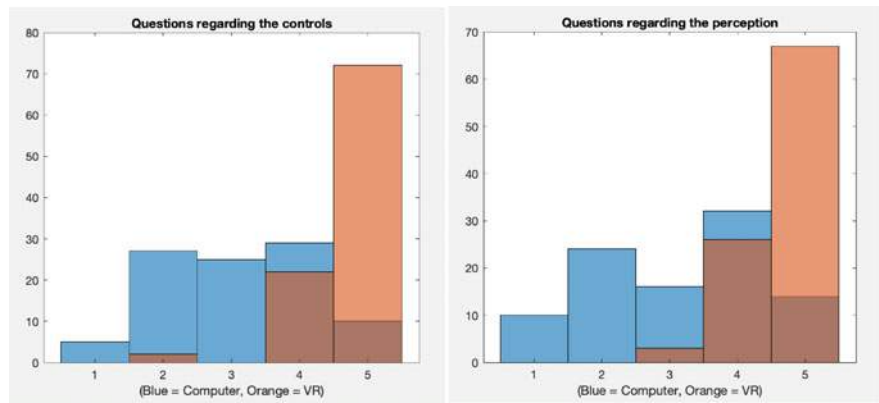 Questions regarding the controls
80
70
60
50
40
30
20
10
0
1 2 3 4 5
(Blue = Computer, Orange = VR)
Questions regarding the perception
70
60
50
40
30
20
10
0
1 2 3 4 5
(Blue = Computer, Orange = VR)